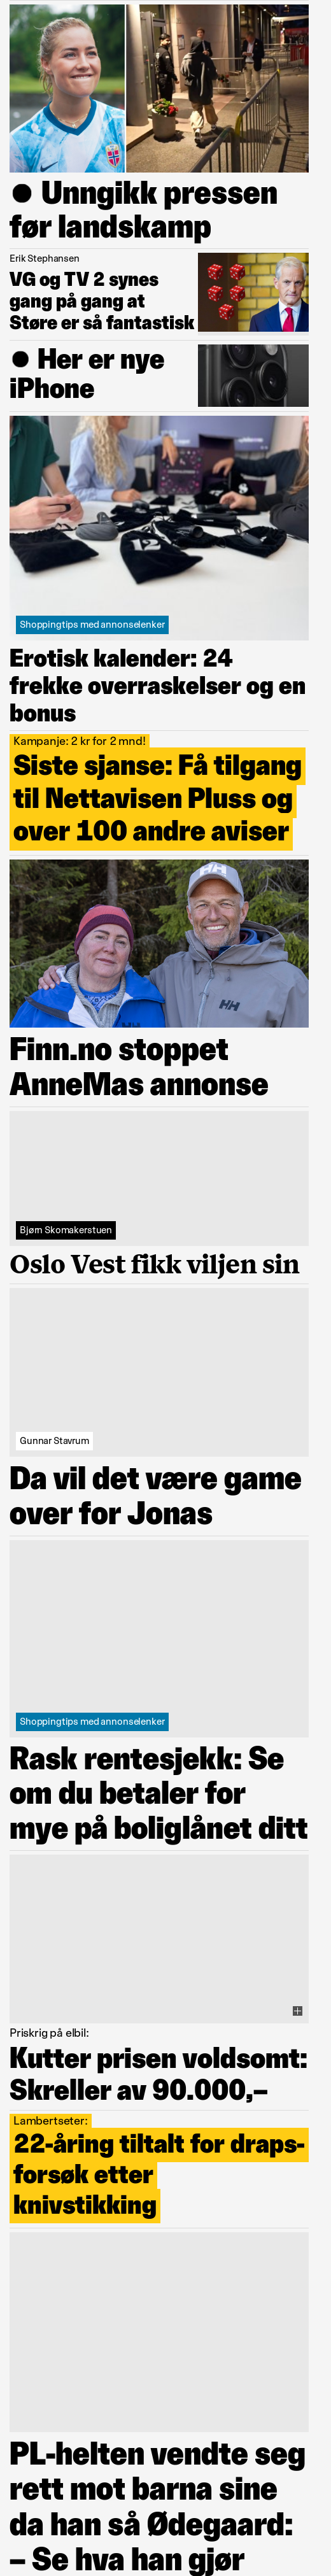 ● Unngikk pressen
før landskamp
Erik Stephansen
VG og TV 2 synes
gang på gang at
Støre er så fantastisk
● Her er nye
iPhone
Shoppingtips med annonselenker
Erotisk kalender: 24
frekke overraskelser og en
bonus
Kampanje: 2 kr for 2 mnd!
Siste sjanse: Få tilgang
til Nettavisen Pluss og
over 100 andre aviser
HH
HH
Finn.no stoppet
AnneMas annonse
Bjørn Skomakerstuen
Oslo Vest fikk viljen sin
Gunnar Stavrum
Da vil det være game
over for Jonas
Shoppingtips med annonselenker
Rask rentesjekk: Se
om du betaler for
mye på boliglånet ditt
Priskrig på elbil:
Kutter prisen voldsomt:
Skreller av 90.000,–
Lambertseter:
22-åring tiltalt for draps-
forsøk etter
knivstikking
PL-helten vendte seg
rett mot barna sine
da han så Ødegaard:
– Se hva han gjør